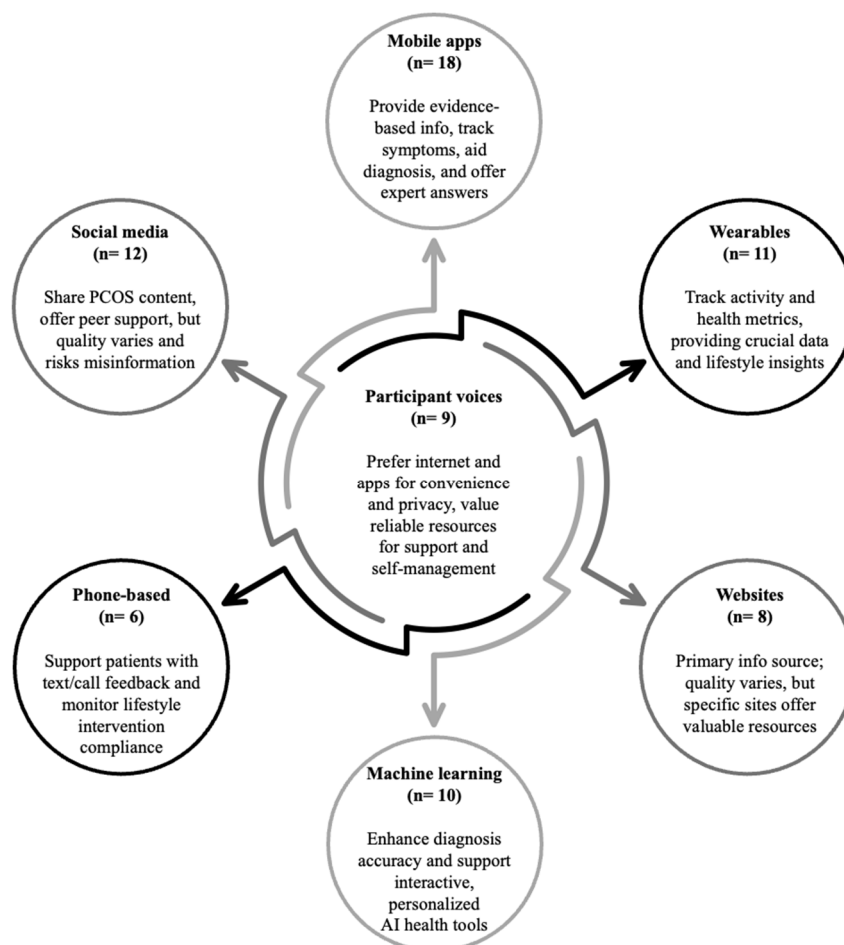 Mobile apps
(n= 18)
Provide evidence-
based info, track
symptoms, aid
diagnosis, and offer
expert answers
Social media
(n= 12)
Share PCOS content,
offer peer support, but
quality varies and
risks misinformation
Wearables
(n= 11)
Track activity and
health metrics,
providing crucial data
and lifestyle insights
Participant voices
(n= 9)
Prefer internet and
apps for convenience
and privacy, value
reliable resources
for support and
self-management
Phone-based
(n= 6)
Support patients with
text/call feedback and
monitor lifestyle
intervention
compliance
Websites
(n= 8)
Primary info source;
quality varies, but
specific sites offer
valuable resources
Machine learning
(n= 10)
Enhance diagnosis
accuracy and support
interactive,
personalized
AI health tools